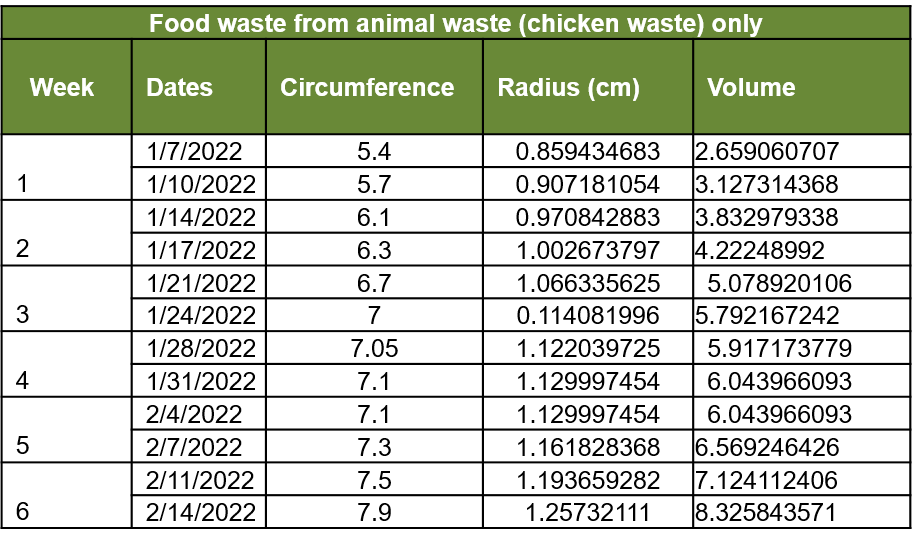 Food waste from animal waste (chicken waste) only
Week Dates Circumference Radius (cm) Volume
1 1/7/2022 5.4 0.859434683 2.659060707
1/10/2022 5.7 0.907181054 3.127314368
2 1/14/2022 6.1 0.970842883 3.832979338
1/17/2022 6.3 1.002673797 4.22248992
3 1/21/2022 6.7 1.066335625 5.078920106
1/24/2022 7 0.114081996 5.792167242
4 1/28/2022 7.05 1.122039725 5.917173779
1/31/2022 7.1 1.129997454 6.043966093
5 2/4/2022 7.1 1.129997454 6.043966093
2/7/2022 7.3 1.161828368 6.569246426
6 2/11/2022 7.5 1.193659282 7.124112406
2/14/2022 7.9 1.25732111 8.325843571